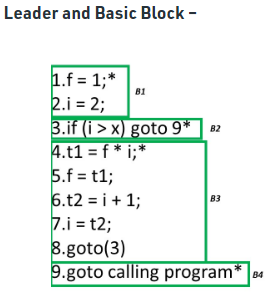 Leader and Basic Block –
1.f = 1;*
B1
2.i = 2;
3.if (i > x) goto 9* B2
4.t1 = f * i;*
5.f = t1;
6.t2 = i + 1; B3
7.i = t2;
8.goto(3)
9.goto calling program* B4